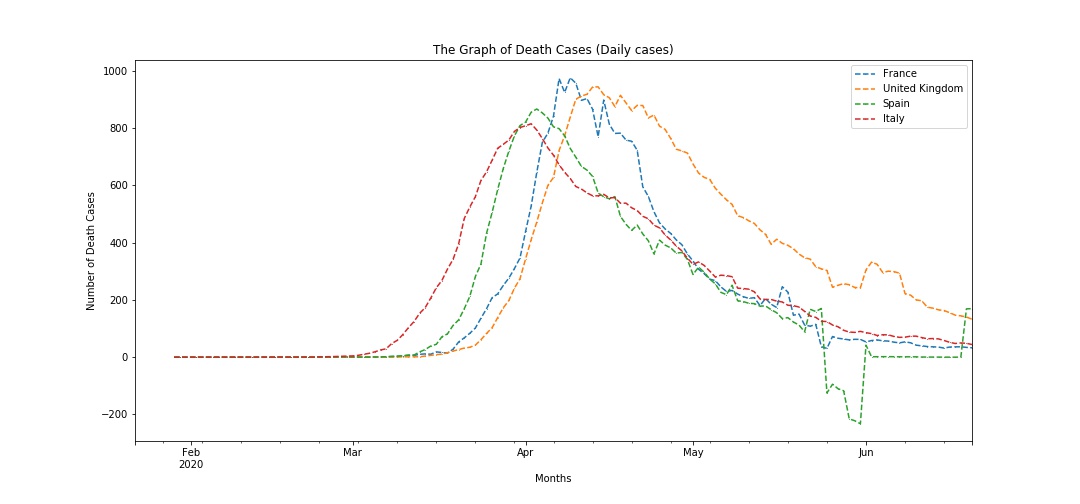 The Graph of Death Cases (Daily cases)
France
United Kingdom
Spain
Italy
1000
800
600
400
200
0
−200
Number of Death Cases
Feb
2020
Mar
Apr
May
Jun
Months